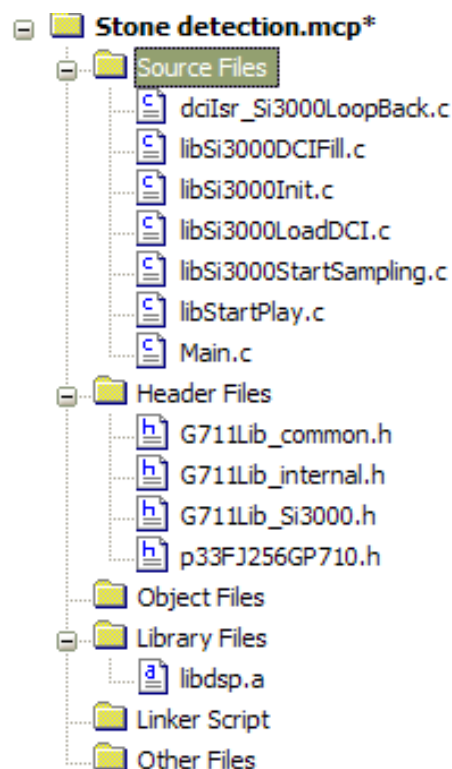 Stone detection.mcp*
Source Files
c dciIsr_Si3000LoopBack.c
c libSi3000DCIFill.c
c libSi3000Init.c
c libSi3000LoadDCI.c
c libSi3000StartSampling.c
c libStartPlay.c
c Main.c
Header Files
h G711Lib_common.h
h G711Lib_internal.h
h G711Lib_Si3000.h
h p33FJ256GP710.h
Object Files
Library Files
a libdsp.a
Linker Script
Other Files